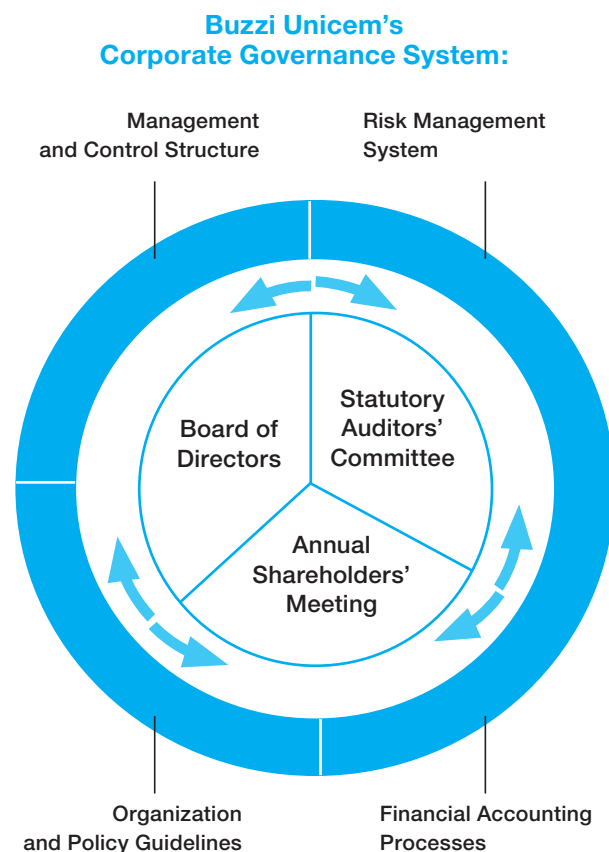 Buzzi Unicem’s
Corporate Governance System:
Management
and Control Structure
Risk Management
System
Board of
Directors
Statutory
Auditors’
Committee
Annual
Shareholders’
Meeting
Organization
and Policy Guidelines
Financial Accounting
Processes